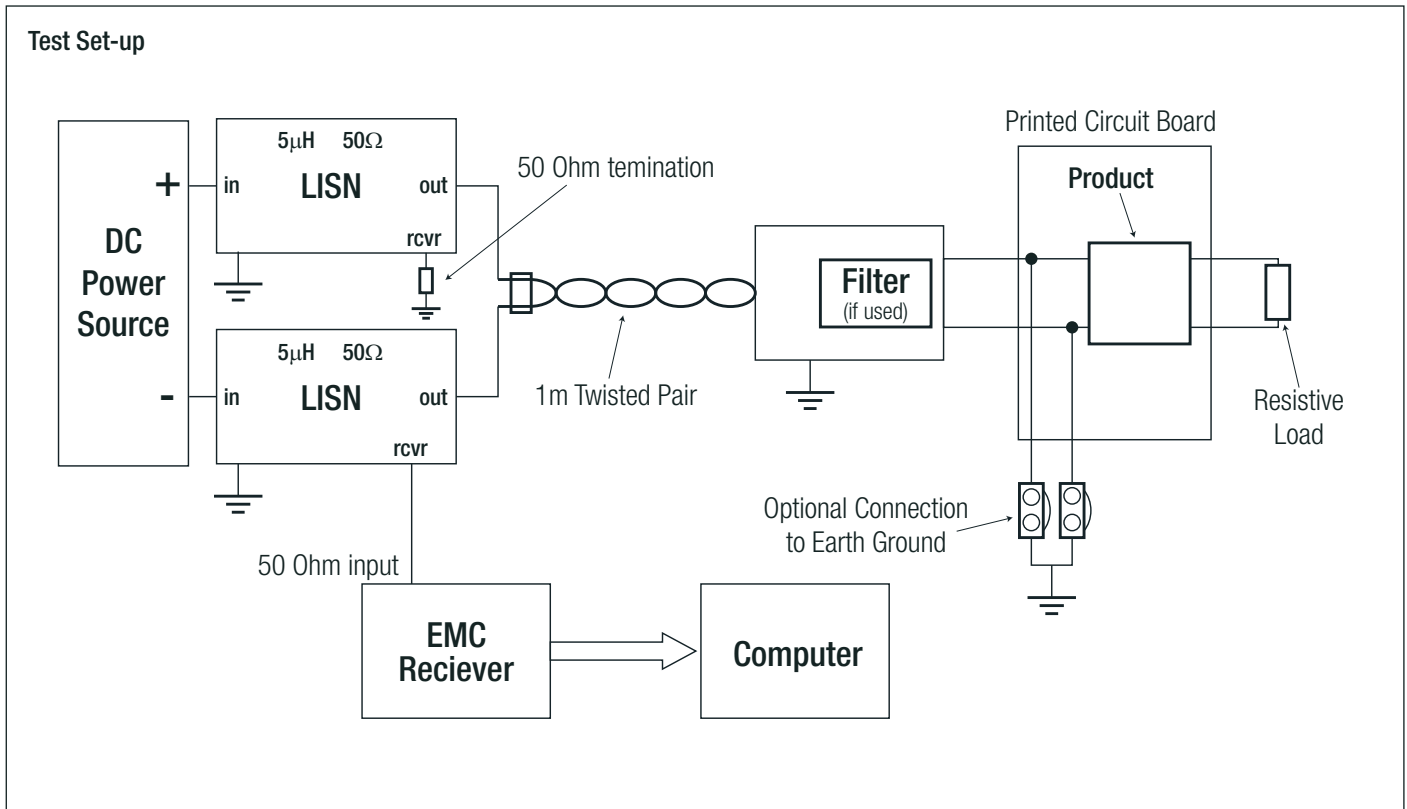 Test Set-up
DC
Power
Source
+
-
5μH 50Ω
LISN
in
out
rcvr
50 Ohm temination
5μH 50Ω
LISN
in
out
rcvr
1m Twisted Pair
Filter
(if used)
Printed Circuit Board
Product
Resistive
Load
Optional Connection
to Earth Ground
50 Ohm input
EMC
Reciever
Computer